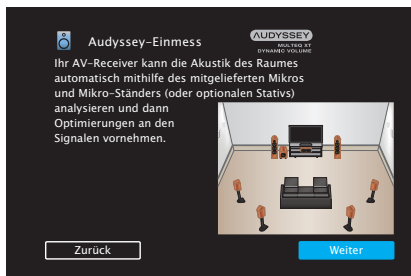 Audyssey-Einmess
AUDYSSEY
MULTEQ XT
DYNAMIC VOLUME
Ihr AV-Receiver kann die Akustik des Raumes
automatisch mithilfe des mitgelieferten Mikros
und Mikro-Ständers (oder optionalen Stativs)
analysieren und dann
Optimierungen an den
Signalen vornehmen.
Zurück
Weiter